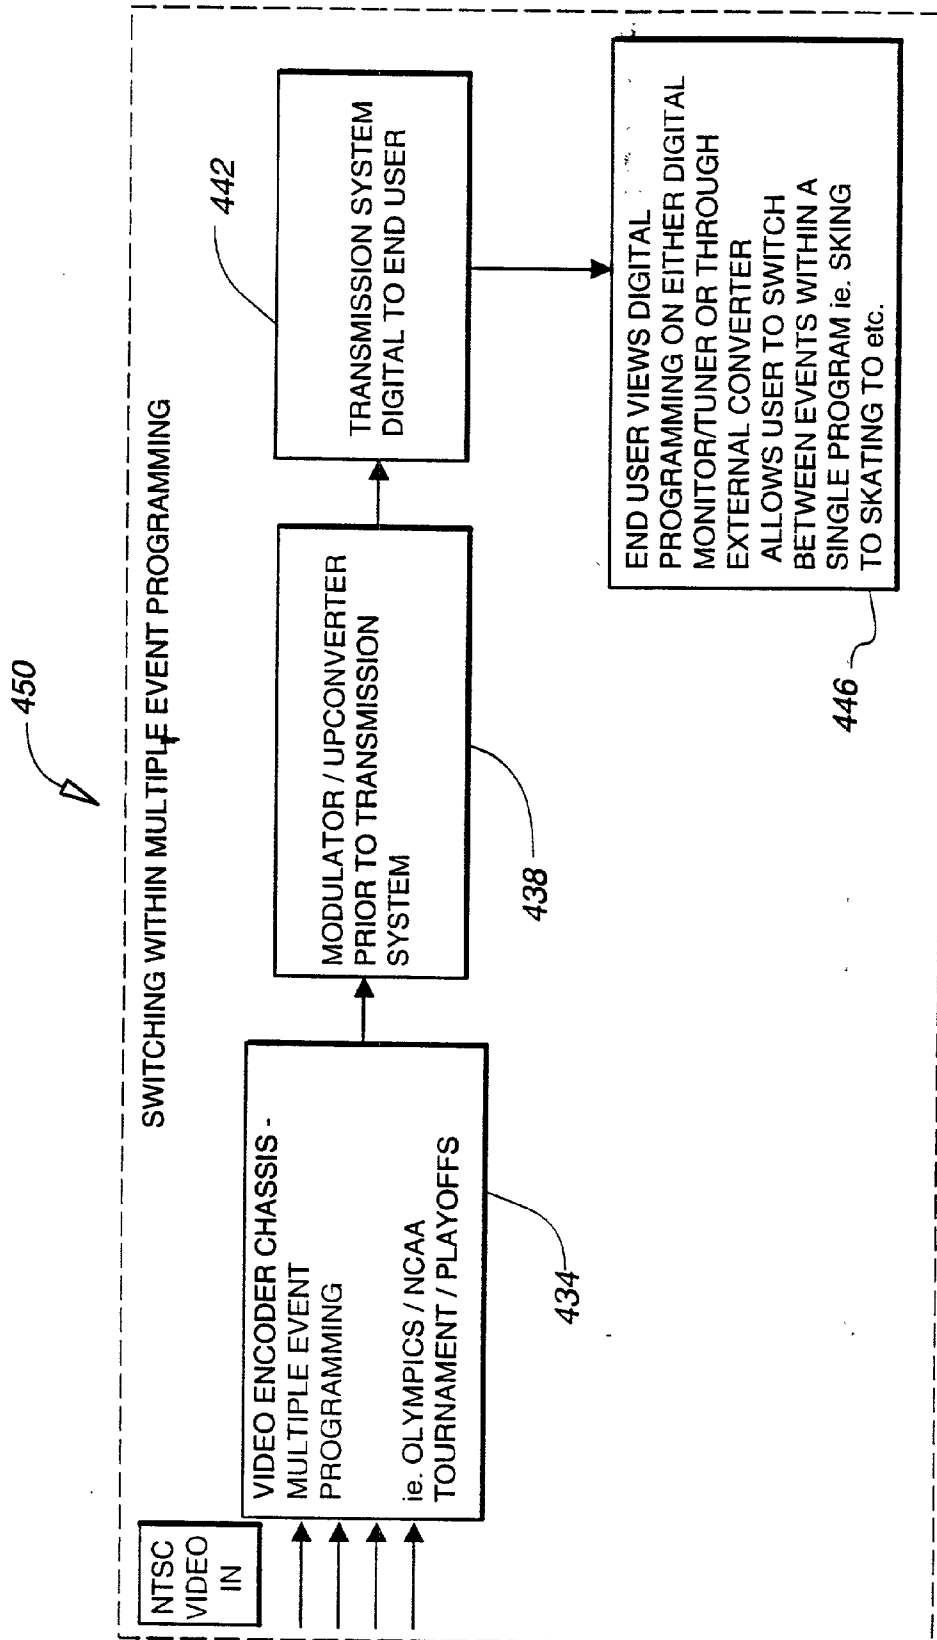 450
SWITCHING WITHIN MULTIPLE EVENT PROGRAMMING
NTSC
VIDEO
IN
VIDEO ENCODER CHASSIS -
MULTIPLE EVENT
PROGRAMMING
ie. OLYMPICS / NCAA
TOURNAMENT / PLAYOFFS
434
MODULATOR / UPCONVERTER
PRIOR TO TRANSMISSION
SYSTEM
438
TRANSMISSION SYSTEM
DIGITAL TO END USER
442
END USER VIEWS DIGITAL
PROGRAMMING ON EITHER DIGITAL
MONITOR/TUNER OR THROUGH
EXTERNAL CONVERTER
ALLOWS USER TO SWITCH
BETWEEN EVENTS WITHIN A
SINGLE PROGRAM ie. SKING
TO SKATING TO etc.
446